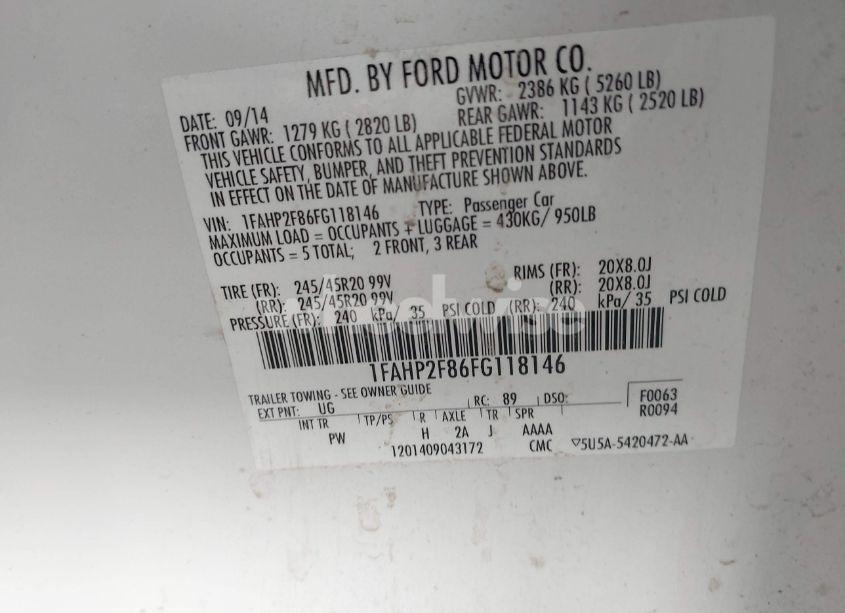 MFD. BY FORD MOTOR CO.
DATE: 09/14 GVWR: 2386 KG ( 5260 LB)
FRONT GAWR: 1279 KG ( 2820 LB) REAR GAWR: 1143 KG ( 2520 LB)
THIS VEHICLE CONFORMS TO ALL APPLICABLE FEDERAL MOTOR
VEHICLE SAFETY, BUMPER, AND THEFT PREVENTION STANDARDS
IN EFFECT ON THE DATE OF MANUFACTURE SHOWN ABOVE.
VIN: 1FAHP2F86FG118146 TYPE: Passenger Car
MAXIMUM LOAD = OCCUPANTS + LUGGAGE = 430KG/ 950LB
OCCUPANTS = 5 TOTAL; 2 FRONT, 3 REAR
TIRE (FR): 245/45R20 99V RIMS (FR): 20X8.0J
(RR): 245/45R20 99V (RR): 20X8.0J
PRESSURE (FR): 240 kPa/ 35 PSI COLD (RR): 240 kPa/ 35 PSI COLD
1FAHP2F86FG118146
TRAILER TOWING - SEE OWNER GUIDE
EXT PNT: UG RC: 89 DSO: F0063
R0094
INT TR TP/PS R AXLE TR SPR
PW H 2A J AAAA
1201409043172 CMC 5U5A-5420472-AA